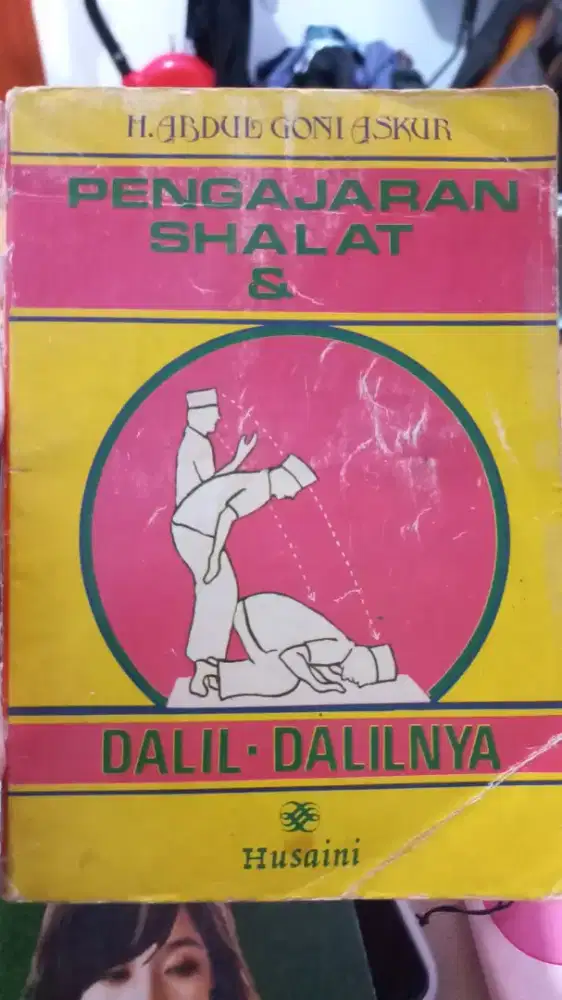 H. ABDUL GONI ASKUR
PENGAJARAN
SHALAT
&
DALIL - DALILNYA
Husaini